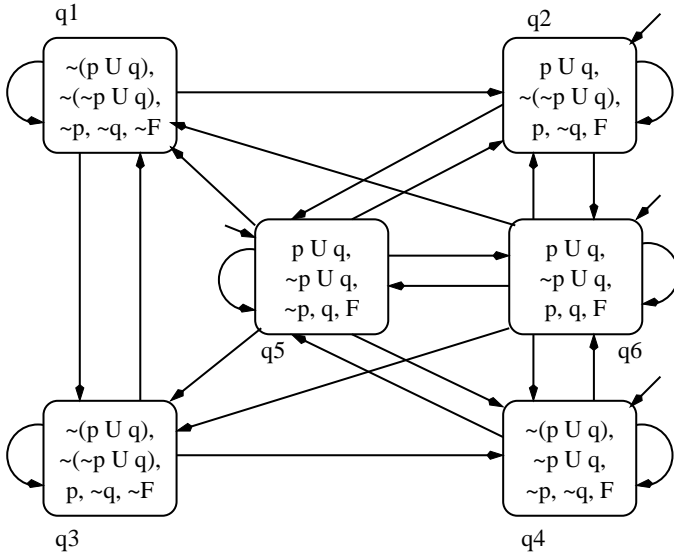 q1
~(p U q),
~(~p U q),
~p, ~q, ~F
q2
p U q,
~(~p U q),
p, ~q, F
p U q,
~p U q,
~p, q, F
q5
p U q,
~p U q,
p, q, F
q6
~(p U q),
~(~p U q),
p, ~q, ~F
q3
~(p U q),
~p U q,
~p, ~q, F
q4